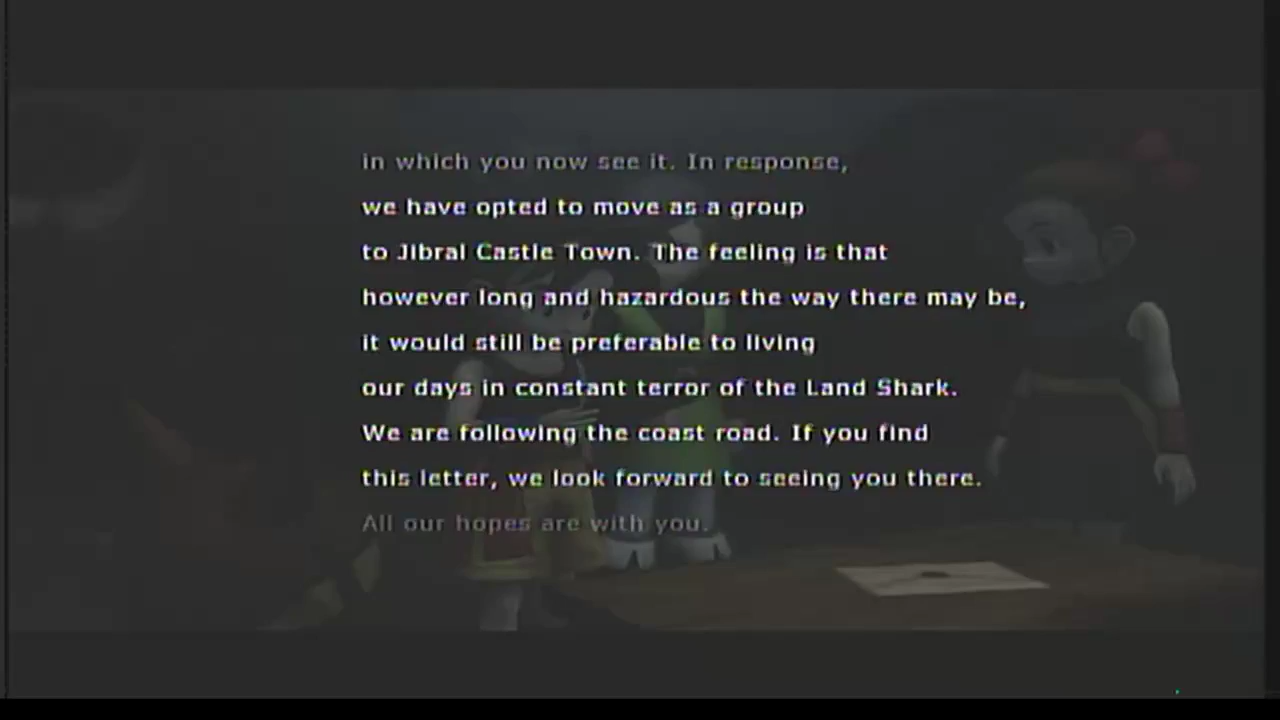 in which you now see it. In response,
we have opted to move as a group
to Jibral Castle Town. The feeling is that
however long and hazardous the way there may be,
it would still be preferable to living
our days in constant terror of the Land Shark.
We are following the coast road. If you find
this letter, we look forward to seeing you there.
All our hopes are with you.